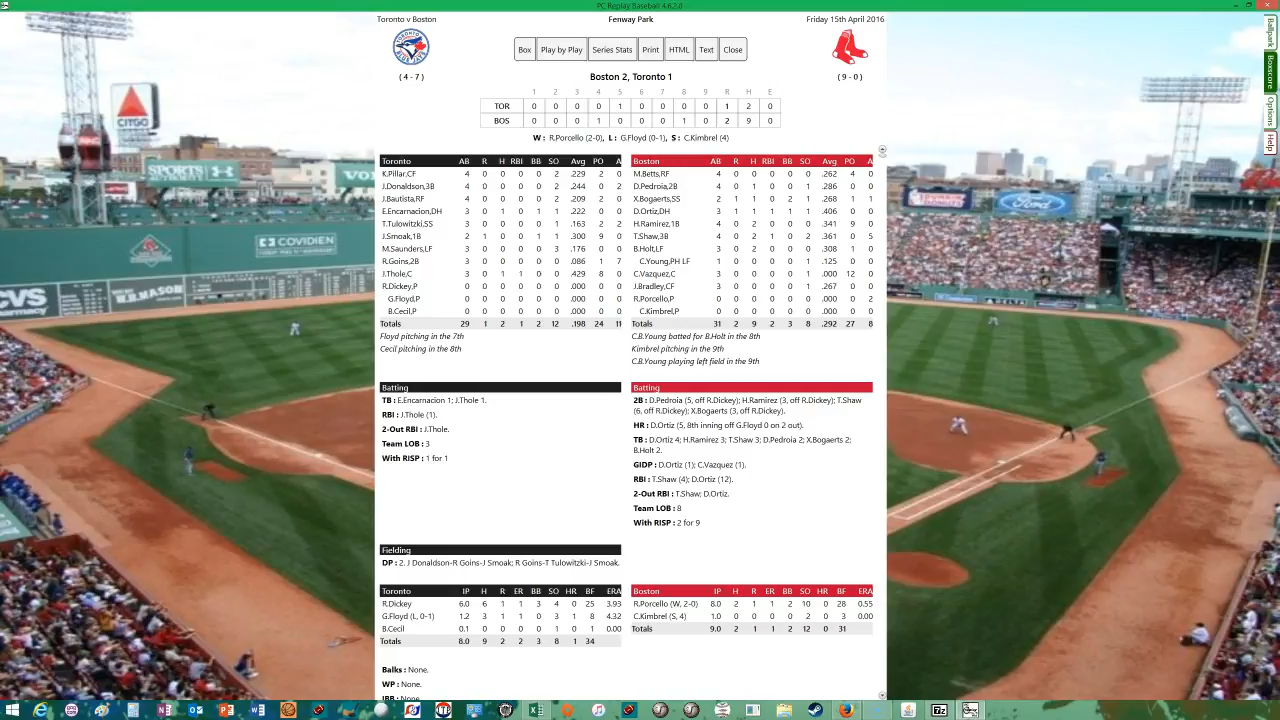 PC Replay Baseball 4.6.2.0
Toronto v Boston Fenway Park Friday 15th April 2016
Box Play by Play Series Stats Print HTML Text Close
( 4 - 7 ) Boston 2, Toronto 1 ( 9 - 0 )
2 3 4 5 6 7 8 9 R H E
TOR 0 0 0 1 0 0 0 0 1 2 0
BOS 0 0 0 1 0 0 0 1 0 2 9 0
W : R.Porcello (2-0), L : G.Floyd (0-1), S : C.Kimbrel (4)
Toronto AB R H RBI BB SO Avg PO A
K.Pillar,CF 4 0 0 0 0 2 .229 2 0
J.Donaldson,3B 4 0 0 0 0 2 .244 0 2
J.Bautista,RF 4 0 0 0 0 2 .209 2 0
E.Encarnacion,DH 3 0 1 0 1 1 .222 0 0
T.Tulowitzki,SS 3 0 0 0 0 1 .163 2 2
J.Smoak,1B 2 1 0 0 1 1 .300 9 0
M.Saunders,LF 3 0 0 0 0 3 .176 0 0
R.Goins,2B 3 0 0 0 0 0 .086 1 7
J.Thole,C 3 0 1 1 0 0 .429 8 0
R.Dickey,P 0 0 0 0 0 0 .000 0 0
G.Floyd,P 0 0 0 0 0 0 .000 0 0
B.Cecil,P 0 0 0 0 0 0 .000 0 0
Totals 29 1 2 1 2 12 .198 24 11
Floyd pitching in the 7th
Cecil pitching in the 8th
Boston AB R H RBI BB SO Avg PO A
M.Betts,RF 4 0 0 0 0 0 .262 4 0
D.Pedroia,2B 4 0 1 0 0 1 .286 0 0
X.Bogaerts,SS 2 1 1 0 2 1 .268 1 1
D.Ortiz,DH 3 1 1 1 1 1 .406 0 0
H.Ramirez,1B 4 0 2 0 0 0 .341 9 0
T.Shaw,3B 4 0 2 1 0 2 .361 0 5
B.Holt,LF 3 0 2 0 0 0 .308 1 0
C.Young,PH LF 1 0 0 0 0 1 .125 0 0
C.Vazquez,C 3 0 0 0 0 1 .000 12 0
J.Bradley,CF 3 0 0 0 0 1 .267 0 0
R.Porcello,P 0 0 0 0 0 0 .000 0 2
C.Kimbrel,P 0 0 0 0 0 0 .000 0 0
Totals 31 2 9 2 3 8 .292 27 8
C.B.Young batted for B.Holt in the 8th
Kimbrel pitching in the 9th
C.B.Young playing left field in the 9th
Batting
TB : E.Encarnacion 1; J.Thole 1.
RBI : J.Thole (1).
2-Out RBI : J.Thole.
Team LOB : 3
With RISP : 1 for 1
Batting
2B : D.Pedroia (5, off R.Dickey); H.Ramirez (3, off R.Dickey); T.Shaw
(6, off R.Dickey); X.Bogaerts (3, off R.Dickey).
HR : D.Ortiz (5, 8th inning off G.Floyd 0 on 2 out).
TB : D.Ortiz 4; H.Ramirez 3; T.Shaw 3; D.Pedroia 2; X.Bogaerts 2;
B.Holt 2.
GIDP : D.Ortiz (1); C.Vazquez (1).
RBI : T.Shaw (4); D.Ortiz (12).
2-Out RBI : T.Shaw; D.Ortiz.
Team LOB : 8
With RISP : 2 for 9
Fielding
DP : 2. J Donaldson-R Goins-J Smoak; R Goins-T Tulowitzki-J Smoak.
Toronto IP H R ER BB SO HR BF ERA
R.Dickey 6.0 6 1 1 3 4 0 25 3.93
G.Floyd (L, 0-1) 1.2 3 1 1 0 3 1 8 4.32
B.Cecil 0.1 0 0 0 0 1 0 1 0.00
Totals 8.0 9 2 2 3 8 1 34
Boston IP H R ER BB SO HR BF ERA
R.Porcello (W, 2-0) 8.0 2 1 1 2 10 0 28 0.55
C.Kimbrel (S, 4) 1.0 0 0 0 0 2 0 3 0.00
Totals 9.0 2 1 1 2 12 0 31
Balks : None.
WP : None.
IBB : None
Ballpark
Boxscore
Options
Help
CITGO
COVIDIEN
W.B. MASON
CVS
Ford